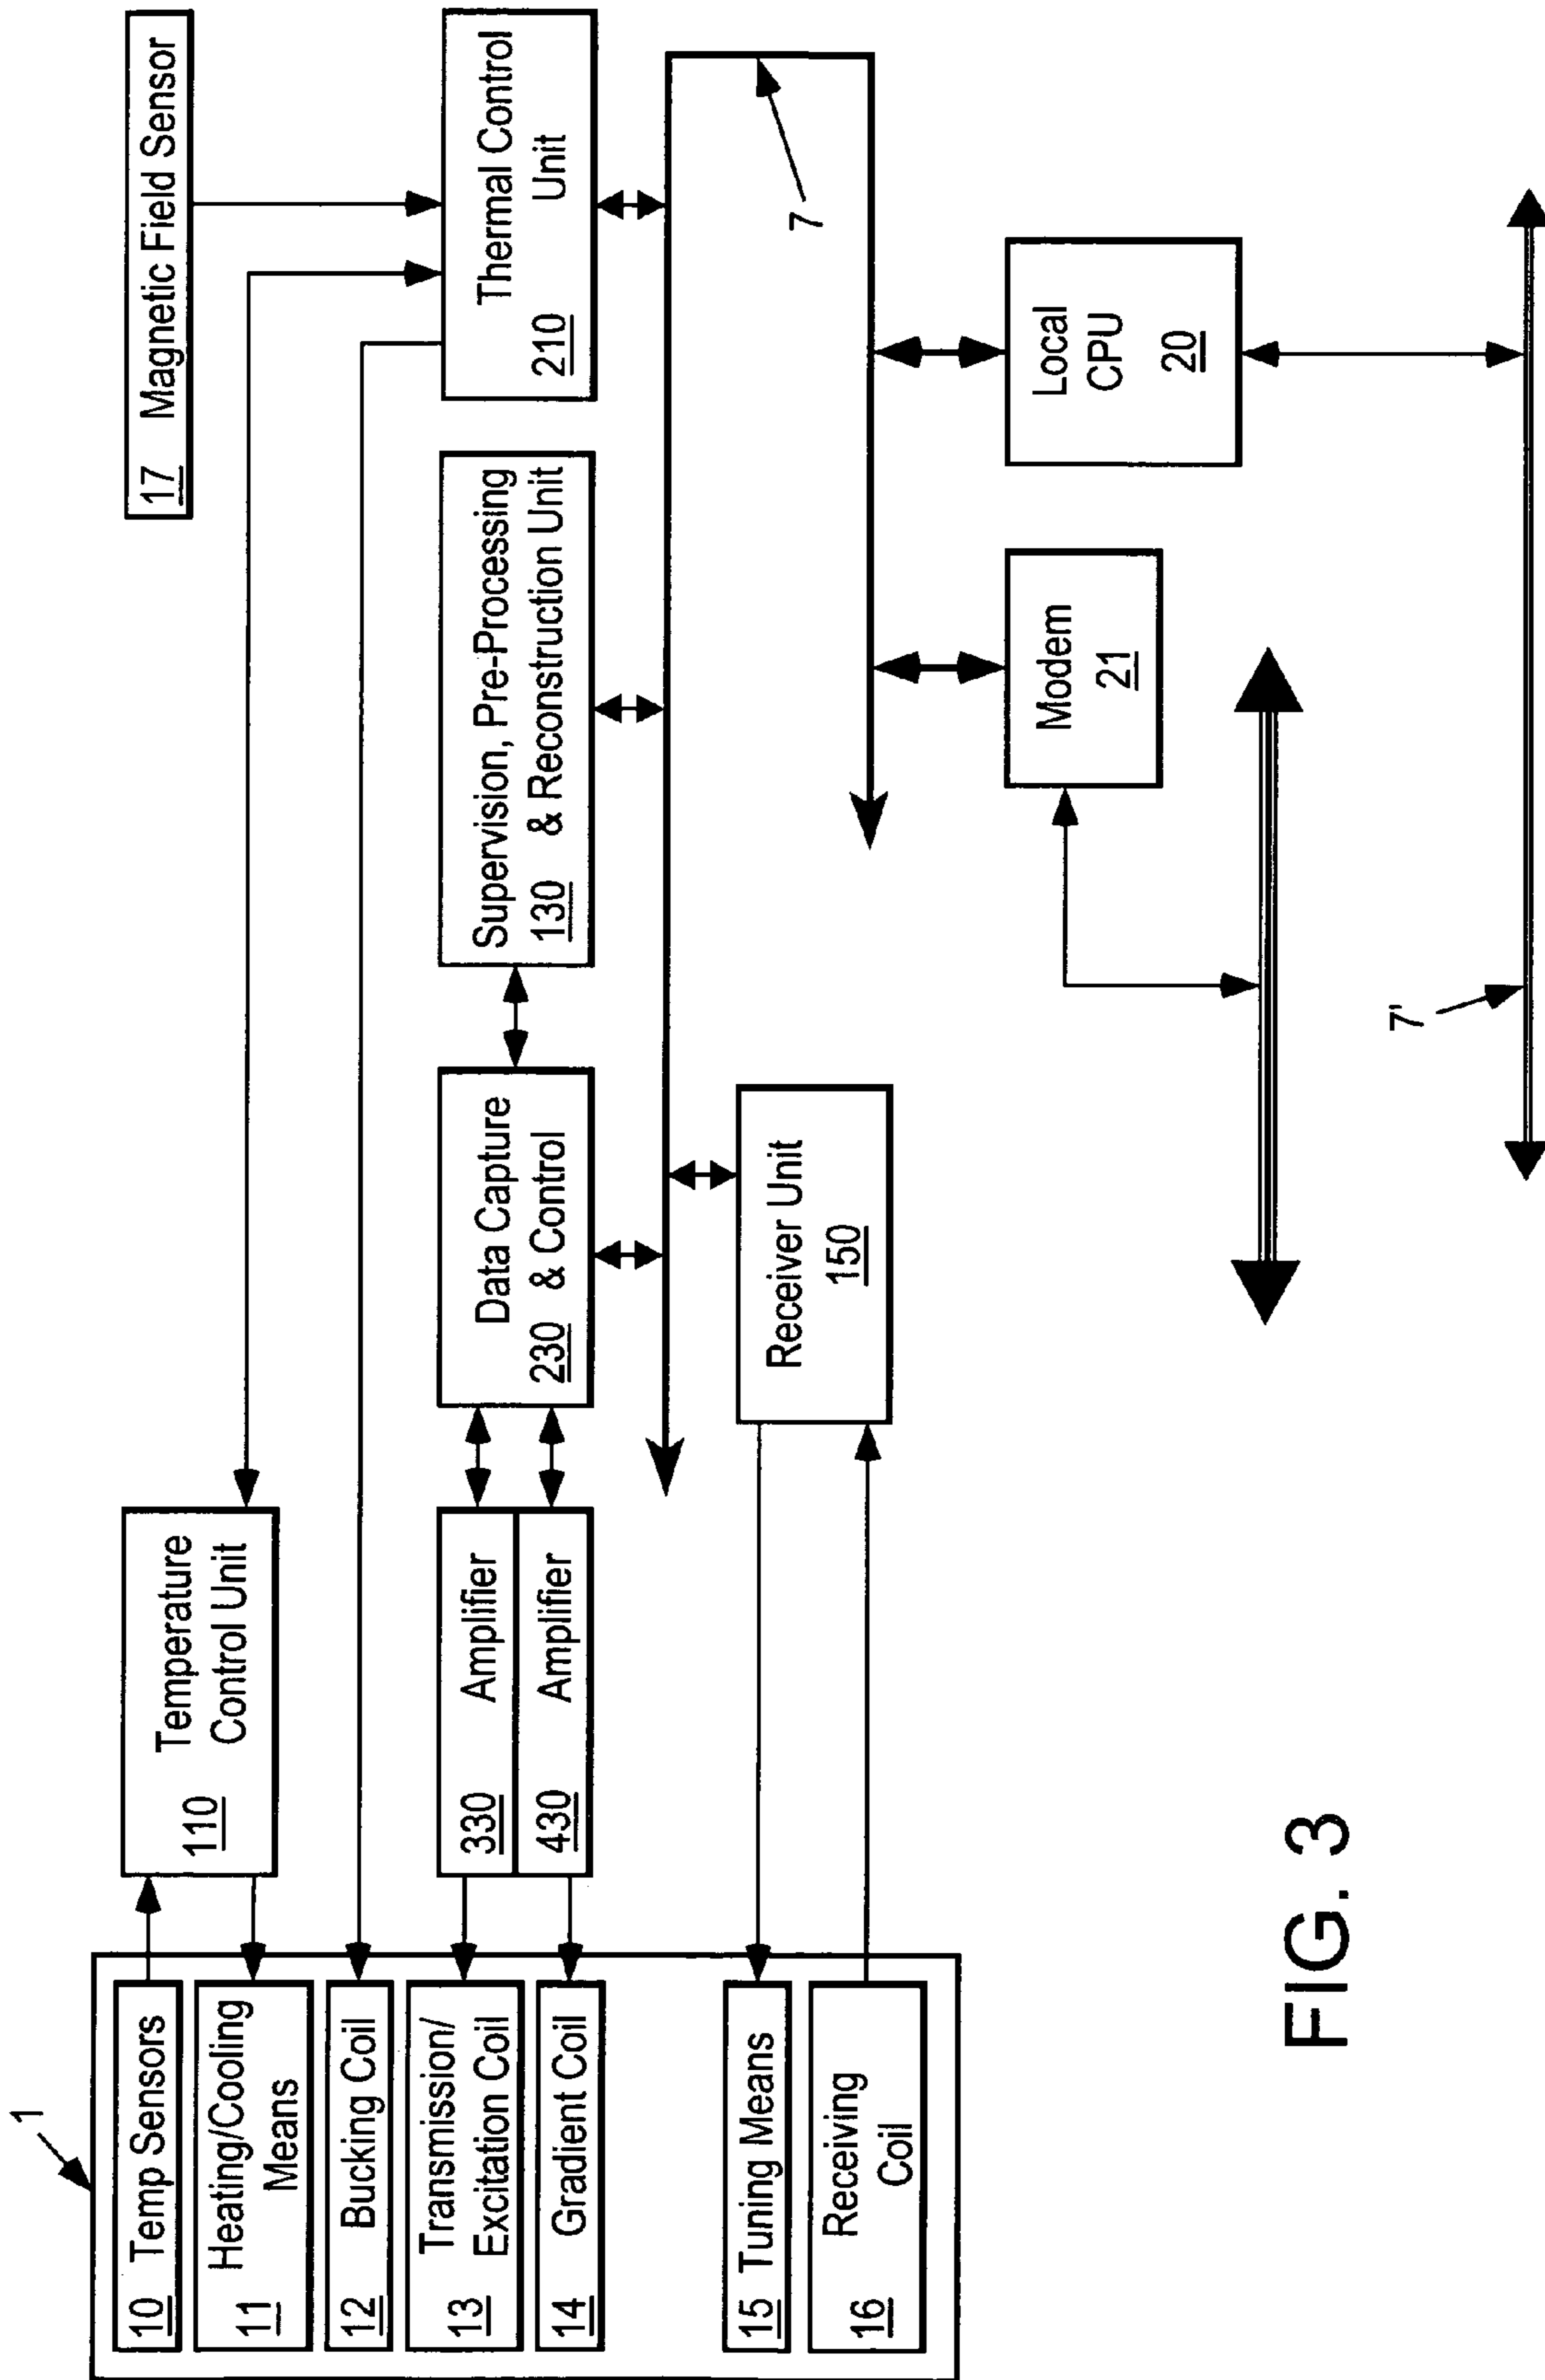 1
10 Temp Sensors
Heating/Cooling
11 Means
12 Bucking Coil
Transmission/
13 Excitation Coil
14 Gradient Coil
15 Tuning Means
Receiving
16 Coil
Temperature
Control Unit
110
330 Amplifier
430 Amplifier
Data Capture
230 & Control
Receiver Unit
150
Supervision, Pre-Processing
130 & Reconstruction Unit
17 Magnetic Field Sensor
Thermal Control
210 Unit
7
Modem
21
Local
CPU
20
7'
FIG. 3